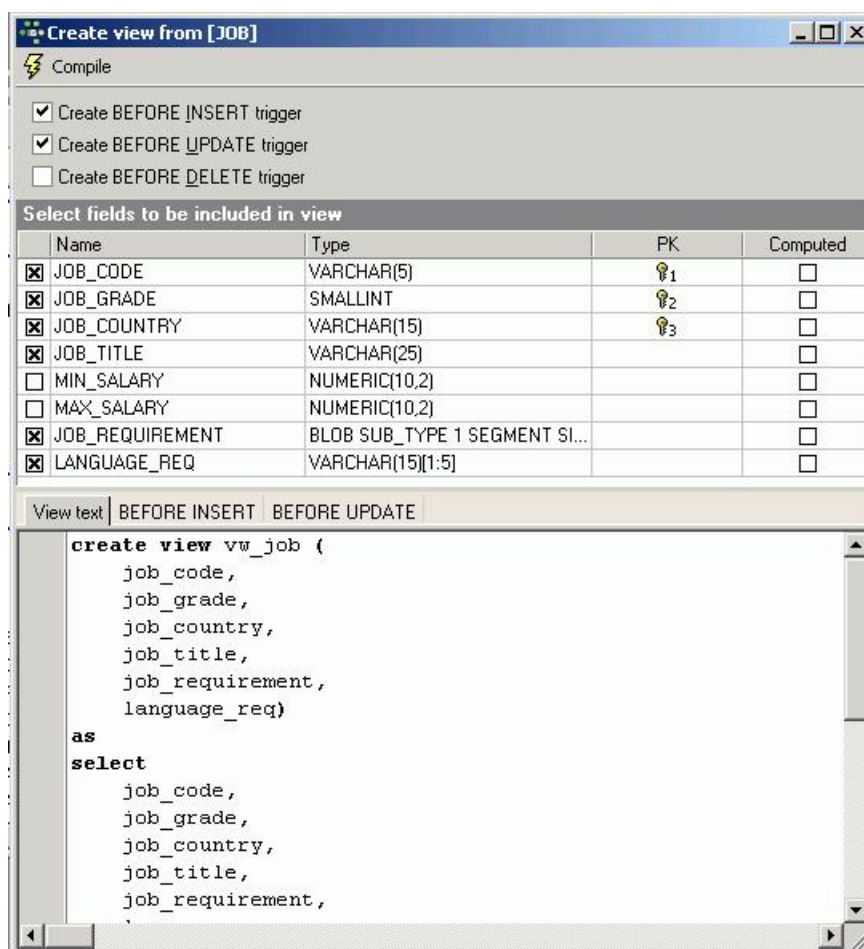 Create view from [JOB]
Compile
Create BEFORE INSERT trigger
Create BEFORE UPDATE trigger
Create BEFORE DELETE trigger
Select fields to be included in view
Name Type PK Computed
JOB_CODE VARCHAR(5) 1
JOB_GRADE SMALLINT 2
JOB_COUNTRY VARCHAR(15) 3
JOB_TITLE VARCHAR(25)
MIN_SALARY NUMERIC(10,2)
MAX_SALARY NUMERIC(10,2)
JOB_REQUIREMENT BLOB SUB_TYPE 1 SEGMENT SI...
LANGUAGE_REQ VARCHAR(15)[1:5]
View text BEFORE INSERT BEFORE UPDATE
create view vw_job (
job_code,
job_grade,
job_country,
job_title,
job_requirement,
language_req)
as
select
job_code,
job_grade,
job_country,
job_title,
job_requirement,